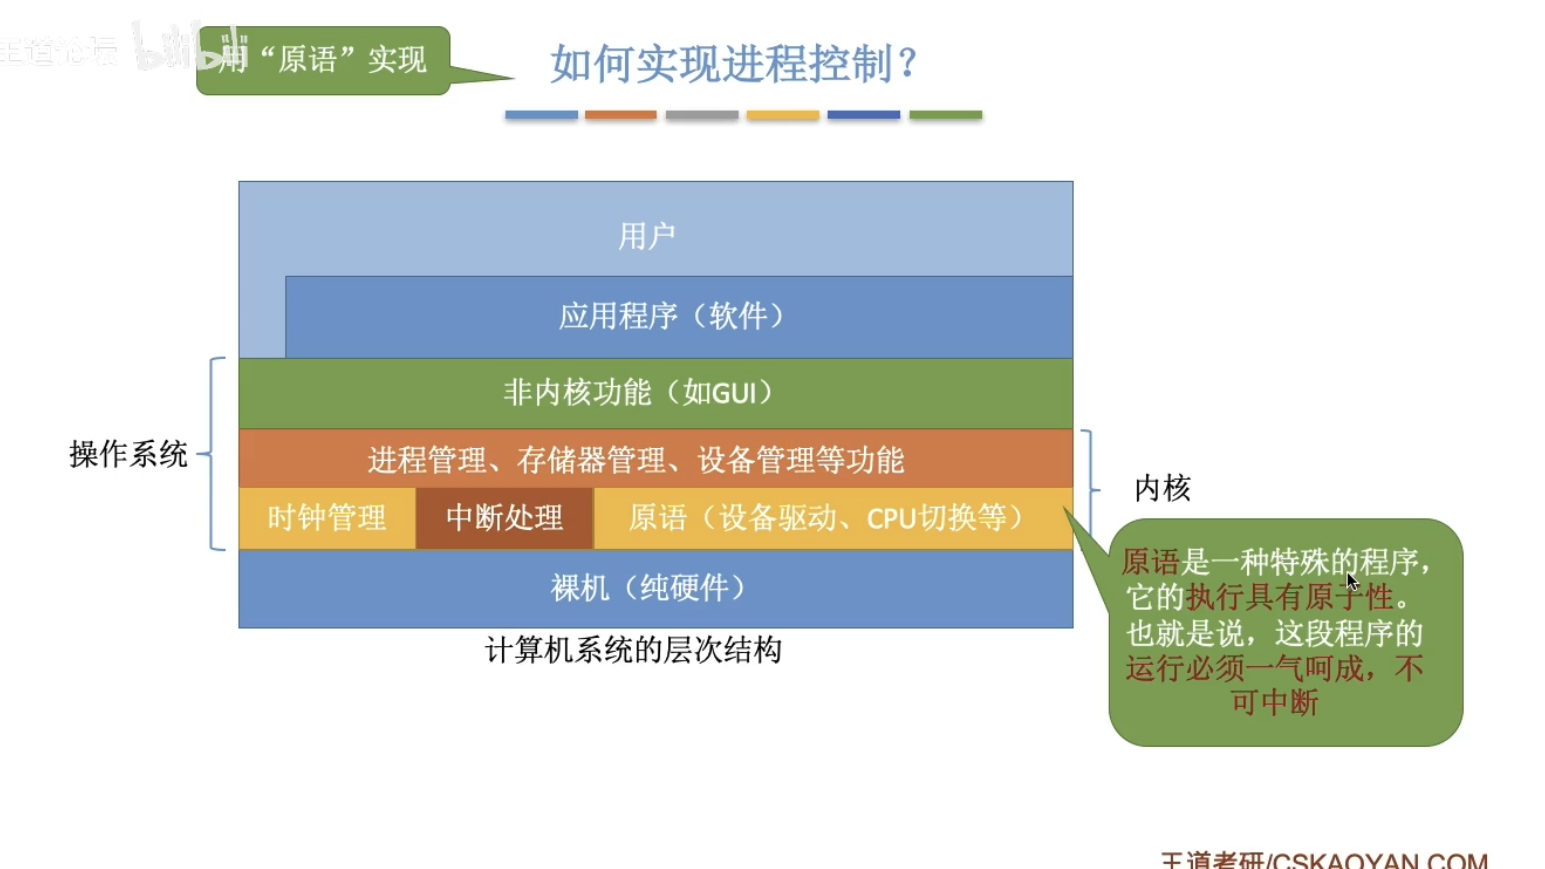 王道论坛 bilibili
用“原语”实现
如何实现进程控制？
用户
应用程序（软件）
非内核功能（如GUI）
操作系统
进程管理、存储器管理、设备管理等功能
内核
时钟管理
中断处理
原语（设备驱动、CPU切换等）
裸机（纯硬件）
计算机系统的层次结构
原语是一种特殊的程序，
它的执行具有原子性。
也就是说，这段程序的
运行必须一气呵成，不
可中断
王道考研/CSKAOYAN.COM